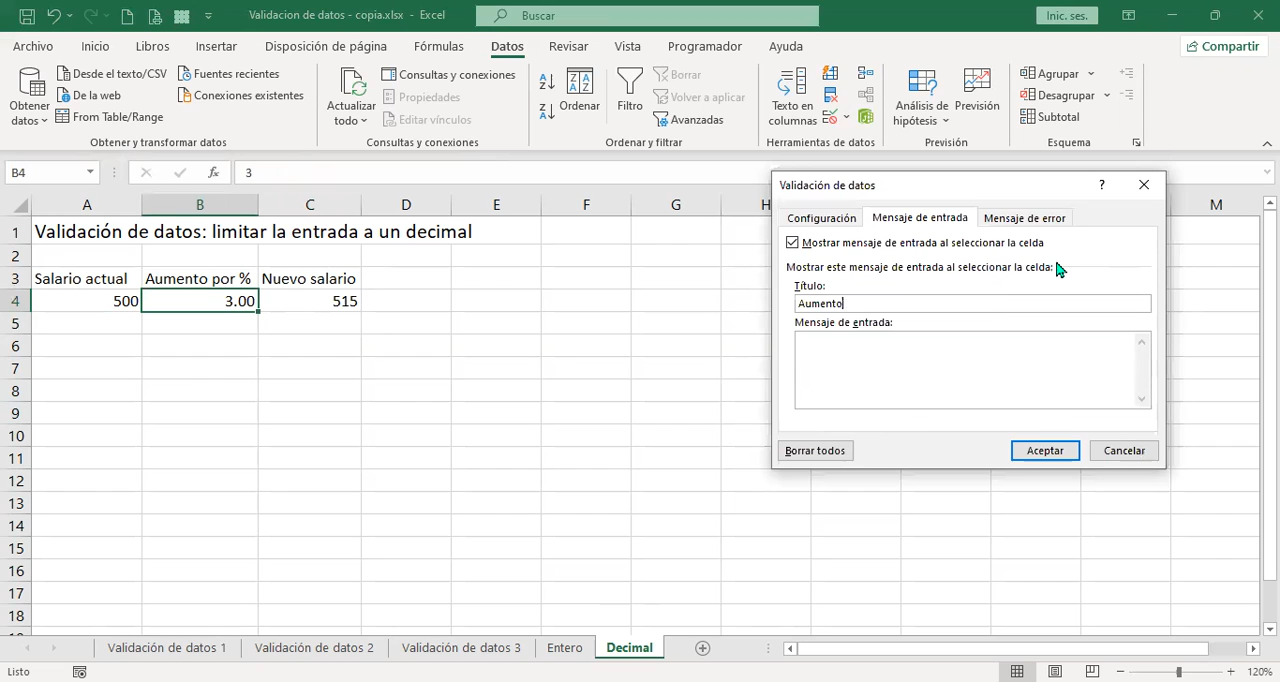 Validacion de datos - copia.xlsx - Excel
Buscar
Inic. ses.
Archivo Inicio Libros Insertar Disposición de página Fórmulas Datos Revisar Vista Programador Ayuda
Compartir
Obtener datos
Desde el texto/CSV
De la web
From Table/Range
Fuentes recientes
Conexiones existentes
Obtener y transformar datos
Actualizar todo
Consultas y conexiones
Propiedades
Editar vínculos
Consultas y conexiones
Ordenar
Filtro
Borrar
Volver a aplicar
Avanzadas
Ordenar y filtrar
Texto en columnas
Herramientas de datos
Análisis de hipótesis
Previsión
Previsión
Agrupar
Desagrupar
Subtotal
Esquema
B4
fx
3
A B C D E F G H M
1 Validación de datos: limitar la entrada a un decimal
2
3 Salario actual Aumento por % Nuevo salario
4 500 3.00 515
5
6
7
8
9
10
11
12
13
14
15
16
17
18
Validación de datos
?
Configuración Mensaje de entrada Mensaje de error
Mostrar mensaje de entrada al seleccionar la celda
Mostrar este mensaje de entrada al seleccionar la celda:
Título:
Aumento
Mensaje de entrada:
Borrar todos Aceptar Cancelar
Validación de datos 1 Validación de datos 2 Validación de datos 3 Entero Decimal
Listo
120%